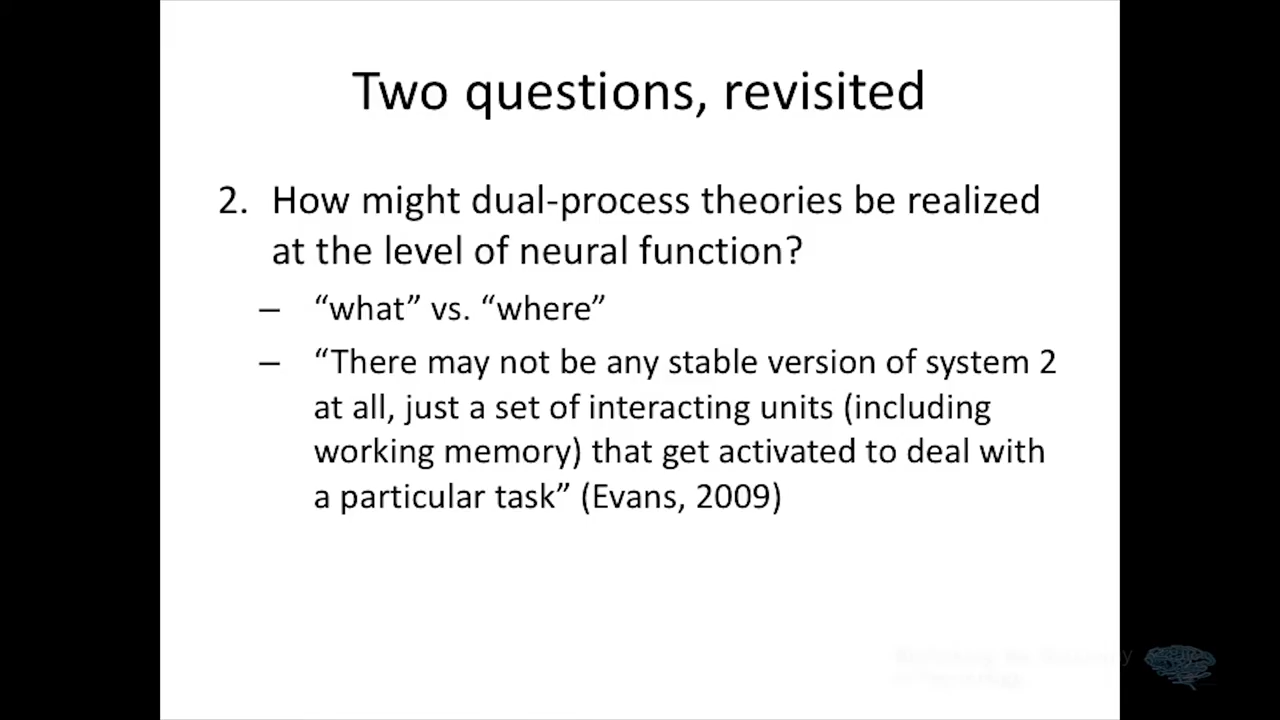 Two questions, revisited
2. How might dual-process theories be realized
at the level of neural function?
– “what” vs. “where”
– “There may not be any stable version of system 2
at all, just a set of interacting units (including
working memory) that get activated to deal with
a particular task” (Evans, 2009)